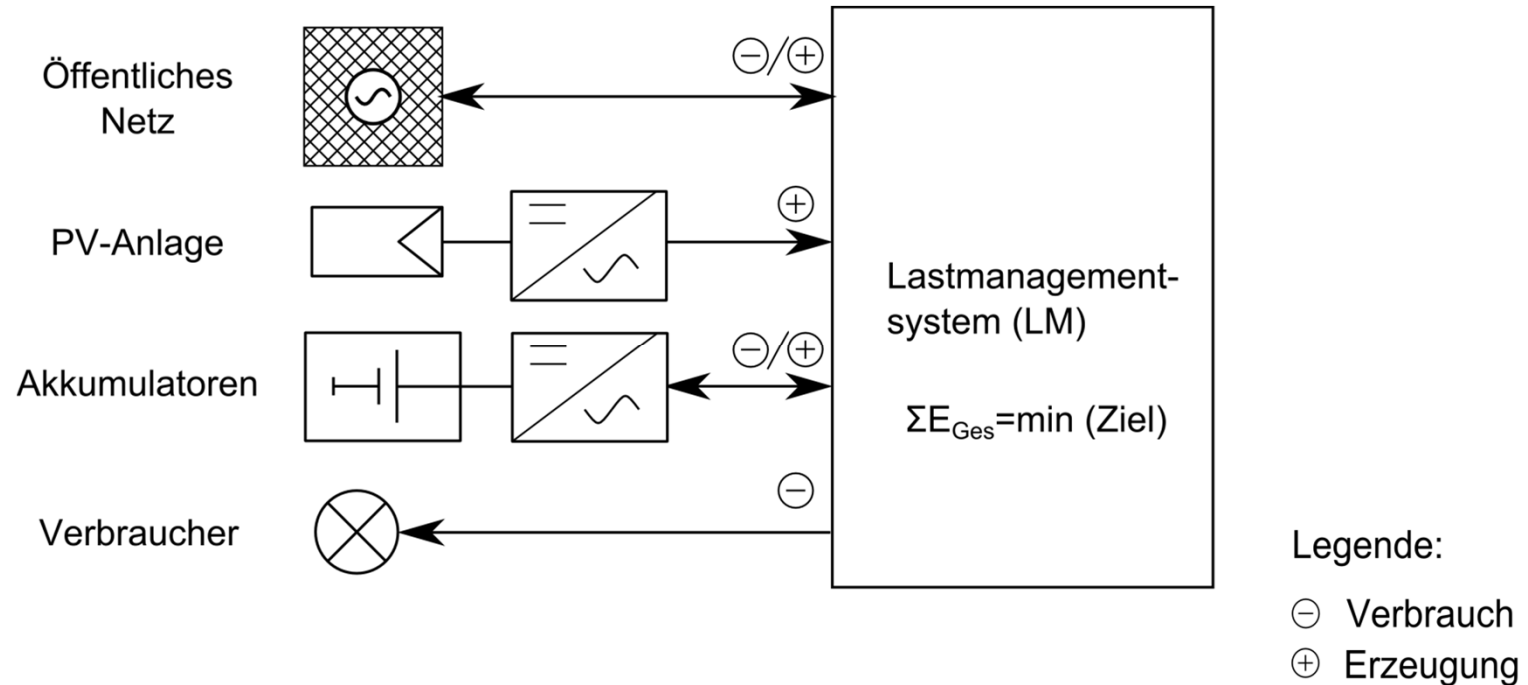 Öffentliches
Netz
⊖/⊕
PV-Anlage
⊕
Akkumulatoren
⊖/⊕
Verbraucher
⊖
Lastmanagement-
system (LM)
ΣE_Ges=min (Ziel)
Legende:
⊖ Verbrauch
⊕ Erzeugung